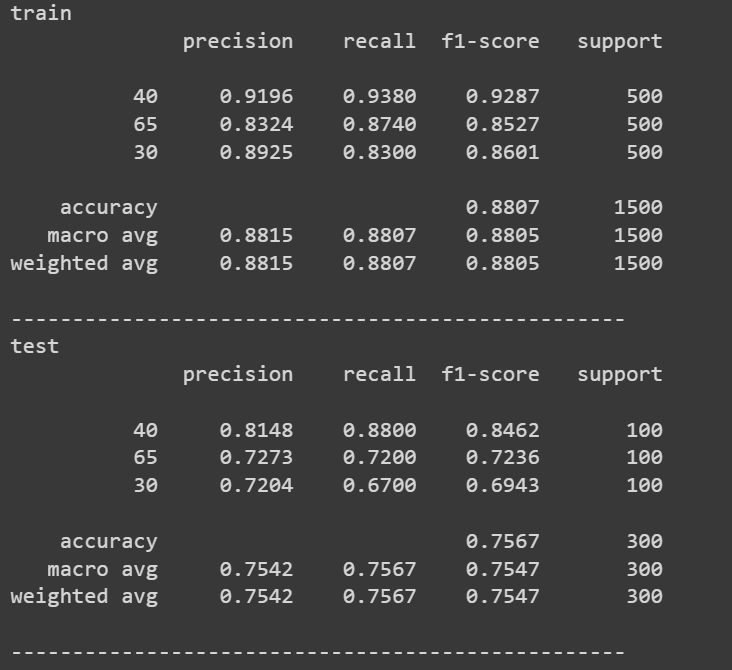 train
precision recall f1-score support
40 0.9196 0.9380 0.9287 500
65 0.8324 0.8740 0.8527 500
30 0.8925 0.8300 0.8601 500
accuracy 0.8807 1500
macro avg 0.8815 0.8807 0.8805 1500
weighted avg 0.8815 0.8807 0.8805 1500
--------------------------------------------------
test
precision recall f1-score support
40 0.8148 0.8800 0.8462 100
65 0.7273 0.7200 0.7236 100
30 0.7204 0.6700 0.6943 100
accuracy 0.7567 300
macro avg 0.7542 0.7567 0.7547 300
weighted avg 0.7542 0.7567 0.7547 300
--------------------------------------------------